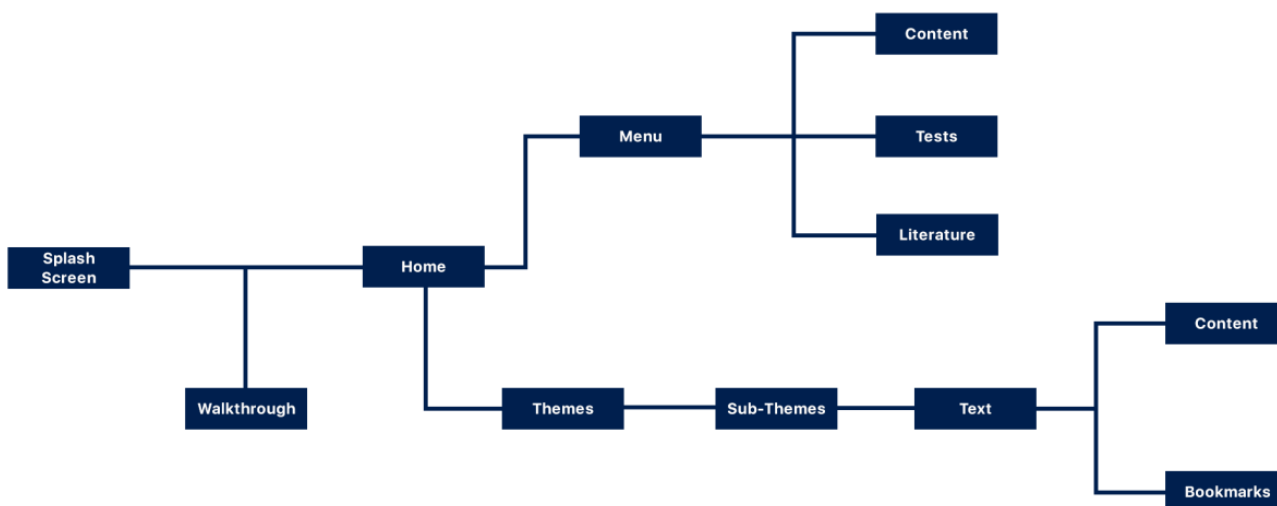 Content
Menu
Tests
Literature
Splash
Screen
Home
Walkthrough
Themes
Sub-Themes
Text
Content
Bookmarks